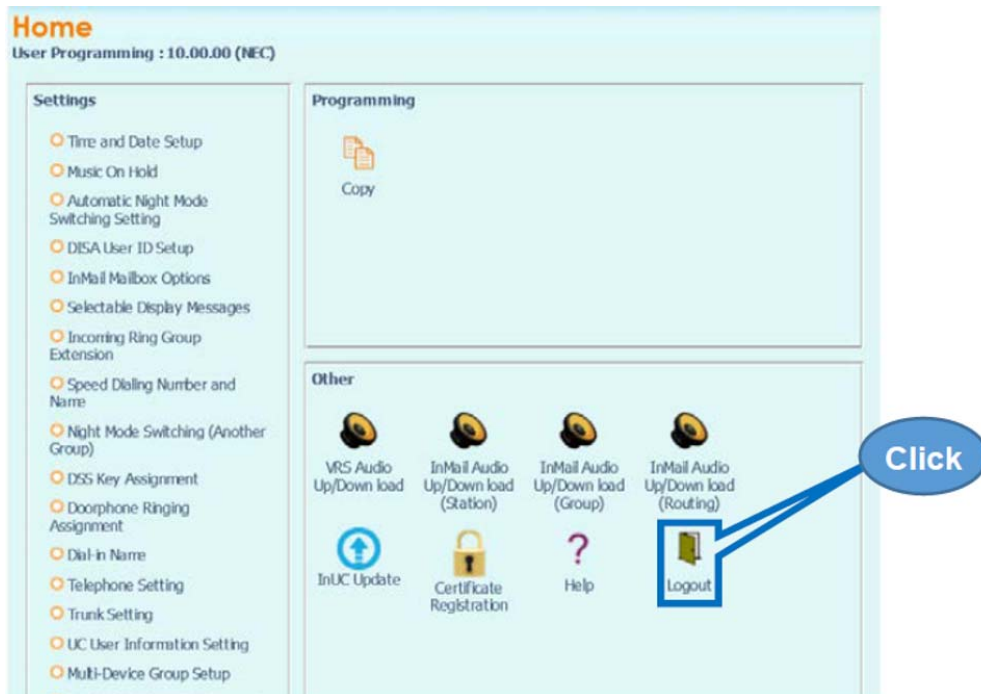 Home
User Programming : 10.00.00 (NEC)
Settings
Time and Date Setup
Music On Hold
Automatic Night Mode
Switching Setting
DISA User ID Setup
InMail Mailbox Options
Selectable Display Messages
Incoming Ring Group
Extension
Speed Dialing Number and
Name
Night Mode Switching (Another
Group)
DSS Key Assignment
Doorphone Ringing
Assignment
Dial-in Name
Telephone Setting
Trunk Setting
UC User Information Setting
Multi-Device Group Setup
Programming
Copy
Other
VRS Audio
Up/Down load
InMail Audio
Up/Down load
(Station)
InMail Audio
Up/Down load
(Group)
InMail Audio
Up/Down load
(Routing)
InUC Update
Certificate
Registration
?
Help
Logout
Click